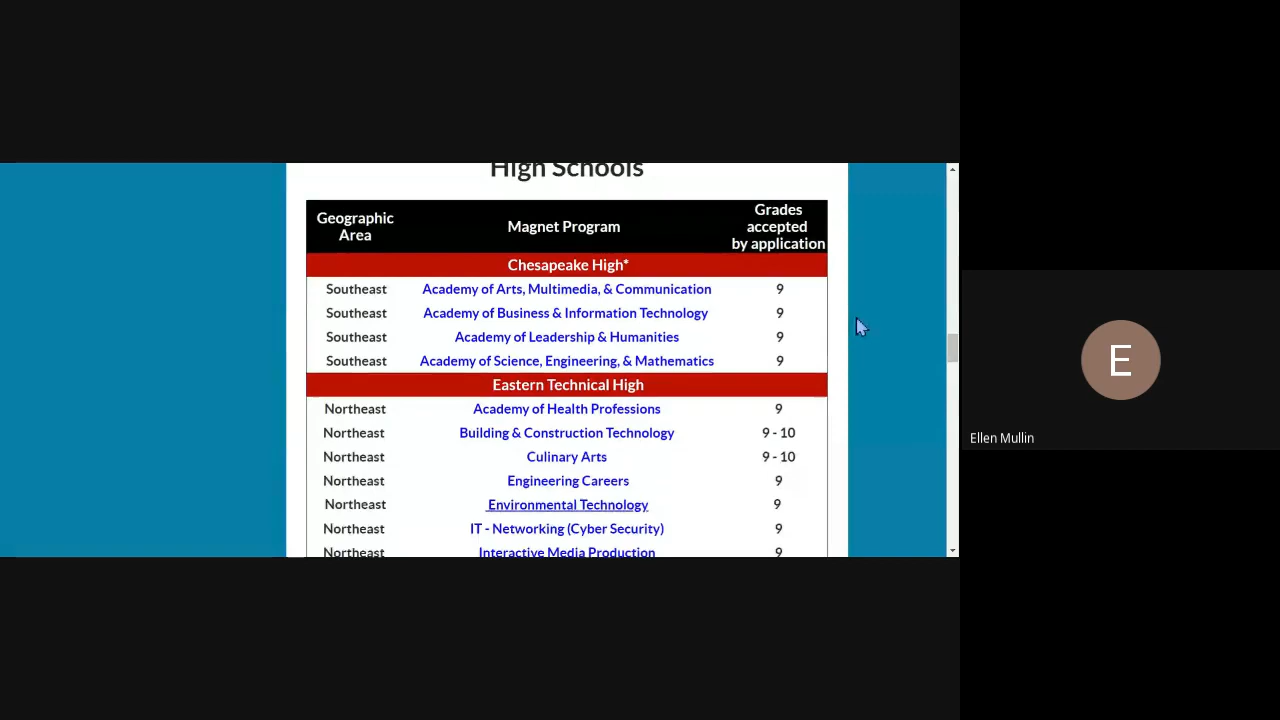 High Schools
Geographic Area
Magnet Program
Grades accepted by application
Chesapeake High*
Southeast Academy of Arts, Multimedia, & Communication 9
Southeast Academy of Business & Information Technology 9
Southeast Academy of Leadership & Humanities 9
Southeast Academy of Science, Engineering, & Mathematics 9
Eastern Technical High
Northeast Academy of Health Professions 9
Northeast Building & Construction Technology 9 - 10
Northeast Culinary Arts 9 - 10
Northeast Engineering Careers 9
Northeast Environmental Technology 9
Northeast IT - Networking (Cyber Security) 9
Northeast Interactive Media Production 9
E
Ellen Mullin